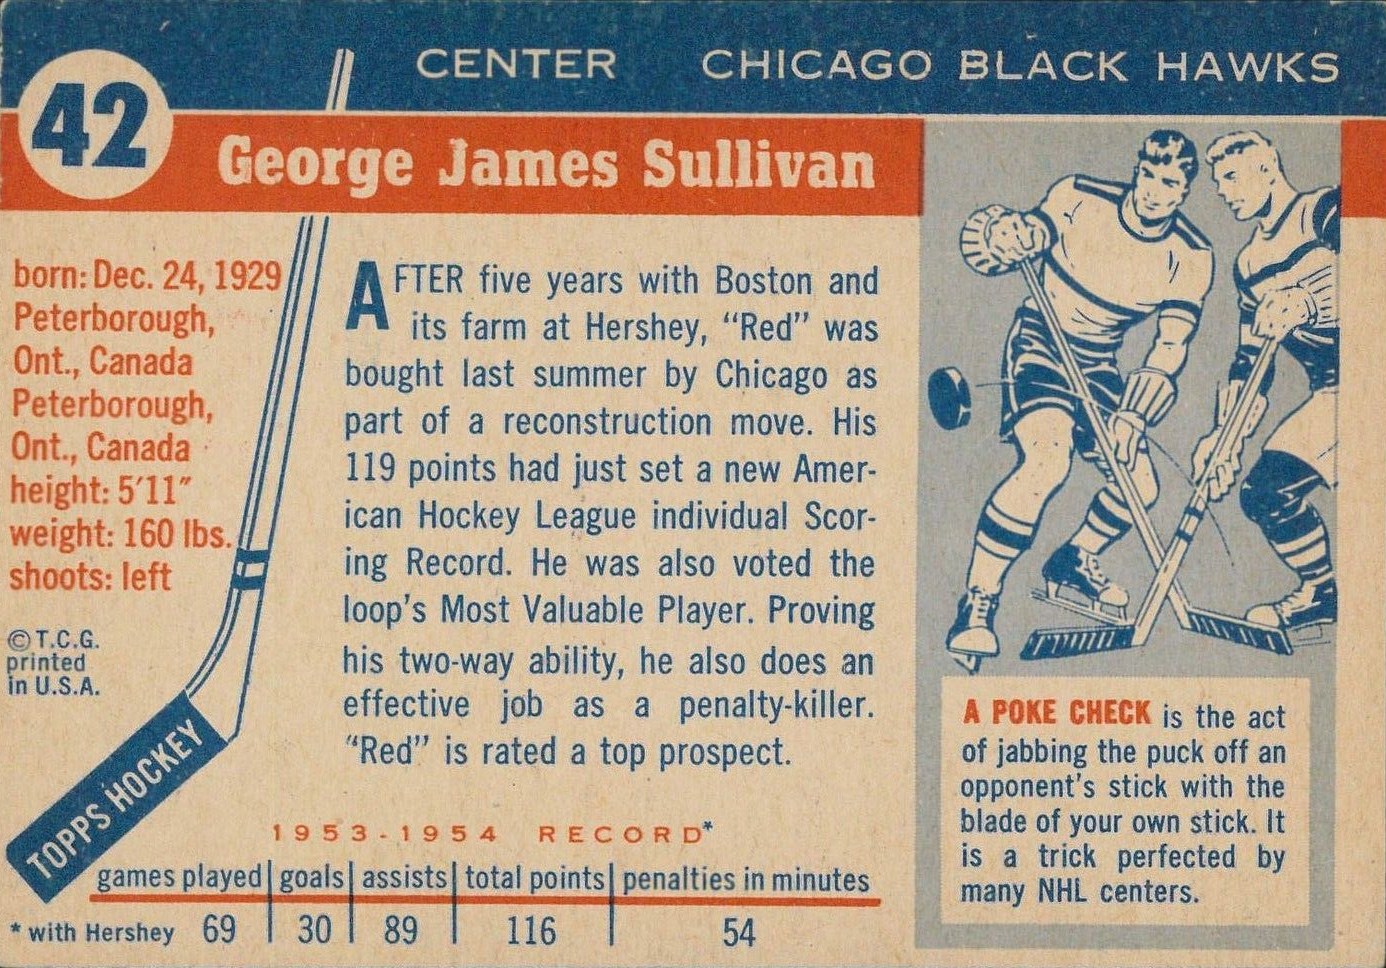 42
CENTER CHICAGO BLACK HAWKS
George James Sullivan
born: Dec. 24, 1929
Peterborough,
Ont., Canada
Peterborough,
Ont., Canada
height: 5'11"
weight: 160 lbs.
shoots: left
© T.C.G.
printed
in U.S.A.
TOPPS HOCKEY
AFTER five years with Boston and
its farm at Hershey, "Red" was
bought last summer by Chicago as
part of a reconstruction move. His
119 points had just set a new Amer-
ican Hockey League individual Scor-
ing Record. He was also voted the
loop's Most Valuable Player. Proving
his two-way ability, he also does an
effective job as a penalty-killer.
"Red" is rated a top prospect.
1953-1954 RECORD*
games played goals assists total points penalties in minutes
* with Hershey 69 30 89 116 54
A POKE CHECK is the act
of jabbing the puck off an
opponent's stick with the
blade of your own stick. It
is a trick perfected by
many NHL centers.